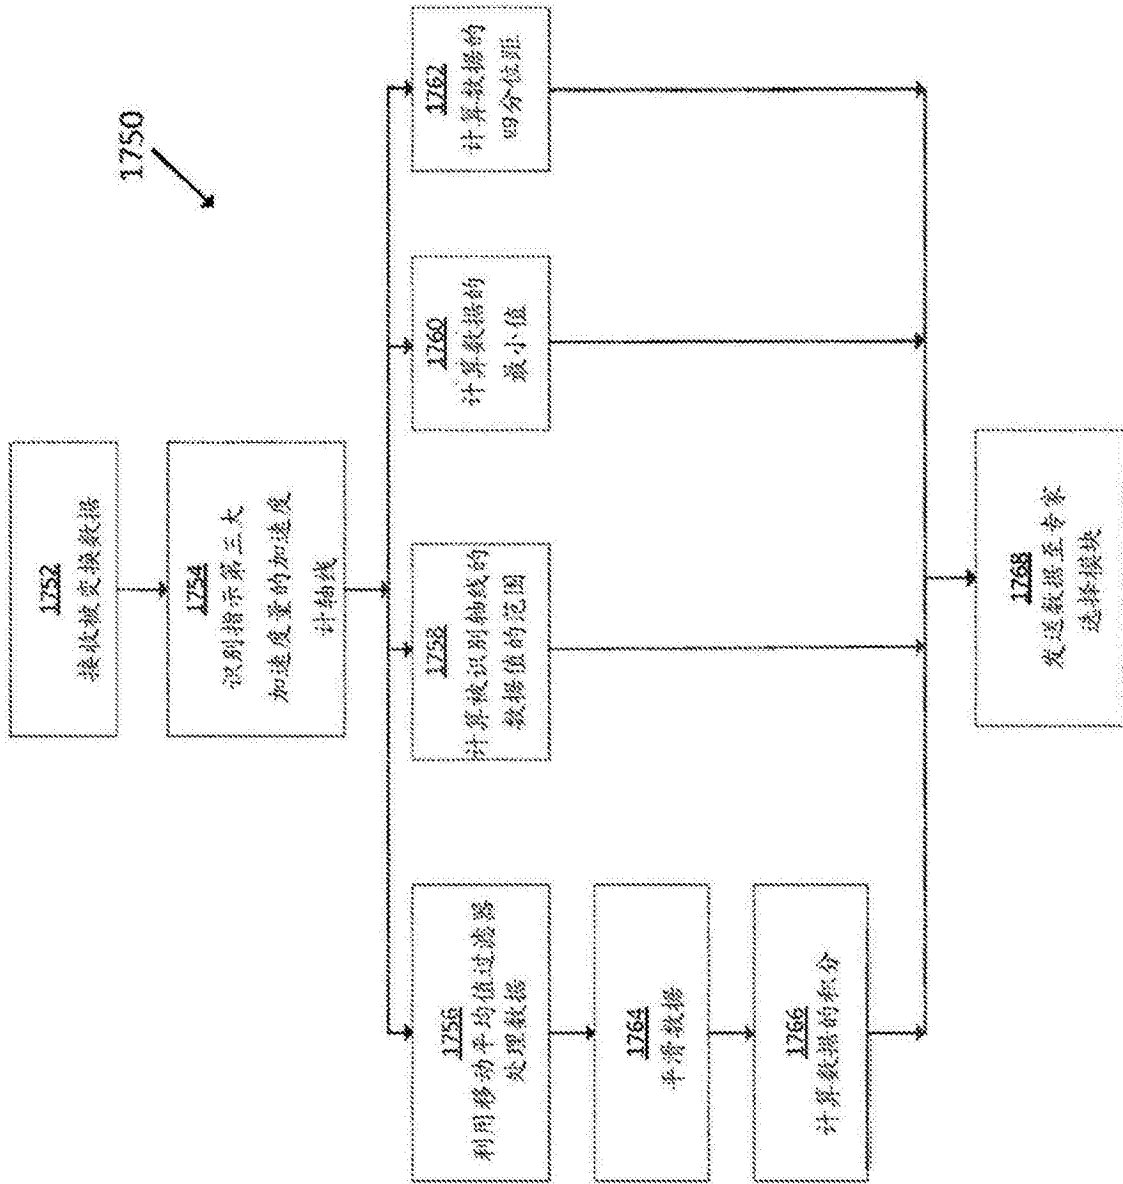 1750
1752
接收被变换数据
1754
识别指示第三大
加速度量的加速度
计轴线
1756
利用移动平均值过滤器
处理数据
1758
计算被识别轴线的
数据值的范围
1760
计算数据的
最小值
1762
计算数据的
四分位距
1764
平滑数据
1766
计算数据的积分
1768
发送数据至专家
选择模块